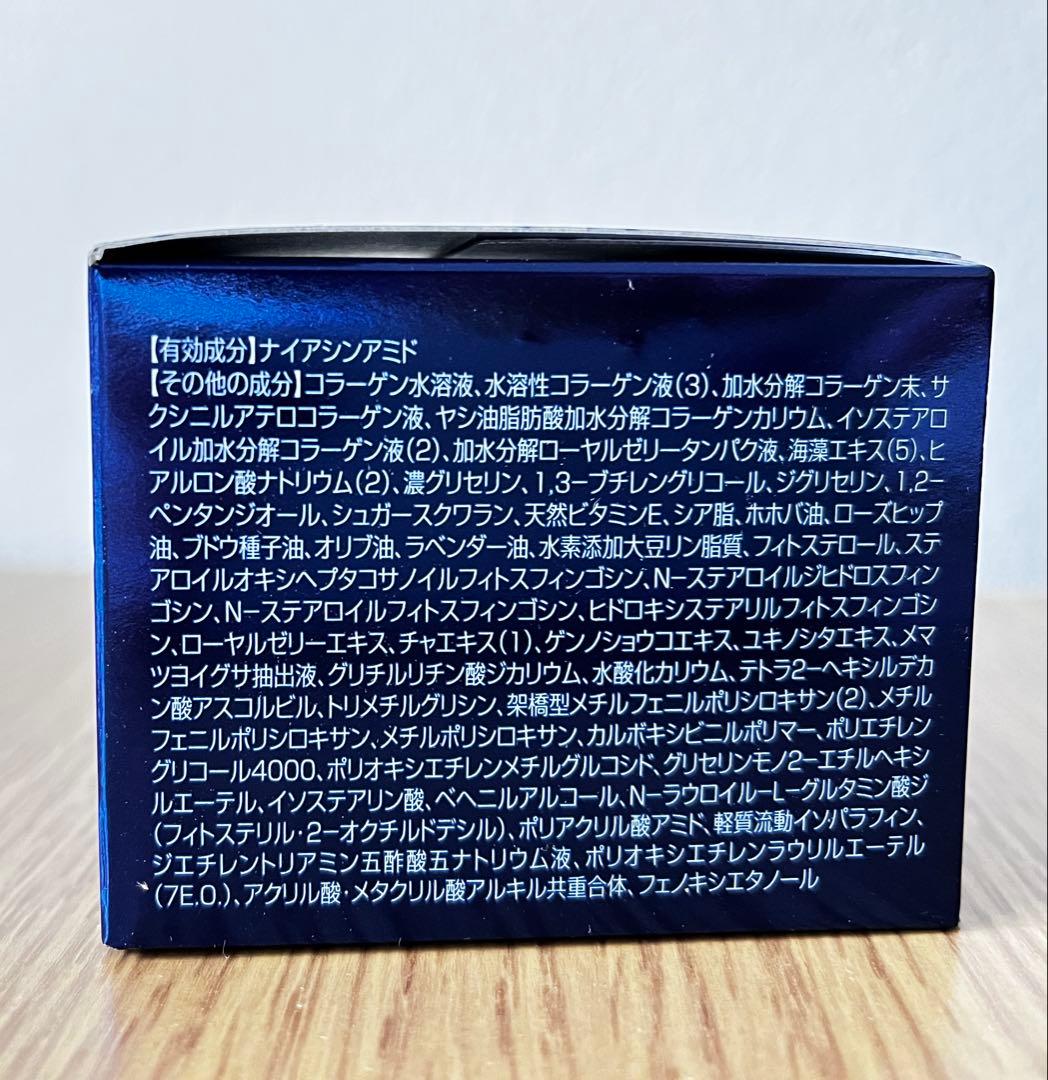 【有効成分】ナイアシンアミド
【その他の成分】コラーゲン水溶液、水溶性コラーゲン液(3)、加水分解コラーゲン末、サ
クシニルアテロコラーゲン液、ヤシ油脂肪酸加水分解コラーゲンカリウム、イソステアロ
イル加水分解コラーゲン液(2)、加水分解ローヤルゼリータンパク液、海藻エキス(5)、ヒ
アルロン酸ナトリウム(2)、濃グリセリン、1,3−ブチレングリコール、ジグリセリン、1,2−
ペンタンジオール、シュガースクワラン、天然ビタミンE、シア脂、ホホバ油、ローズヒップ
油、ブドウ種子油、オリブ油、ラベンダー油、水素添加大豆リン脂質、フィトステロール、ステ
アロイルオキシヘプタコサノイルフィトスフィンゴシン、N−ステアロイルジヒドロスフィン
ゴシン、N−ステアロイルフィトスフィンゴシン、ヒドロキシステアリルフィトスフィンゴシ
ン、ローヤルゼリーエキス、チャエキス(1)、ゲンノショウコエキス、ユキノシタエキス、メマ
ツヨイグサ抽出液、グリチルリチン酸ジカリウム、水酸化カリウム、テトラ2−ヘキシルデカ
ン酸アスコルビル、トリメチルグリシン、架橋型メチルフェニルポリシロキサン(2)、メチル
フェニルポリシロキサン、メチルポリシロキサン、カルボキシビニルポリマー、ポリエチレン
グリコール4000、ポリオキシエチレンメチルグルコシド、グリセリンモノ2−エチルヘキシ
ルエーテル、イソステアリン酸、ベヘニルアルコール、N−ラウロイル−L−グルタミン酸ジ
(フィトステリル・2−オクチルドデシル)、ポリアクリル酸アミド、軽質流動イソパラフィン、
ジエチレントリアミン五酢酸五ナトリウム液、ポリオキシエチレンラウリルエーテル
(7E.O.)、アクリル酸・メタクリル酸アルキル共重合体、フェノキシエタノール